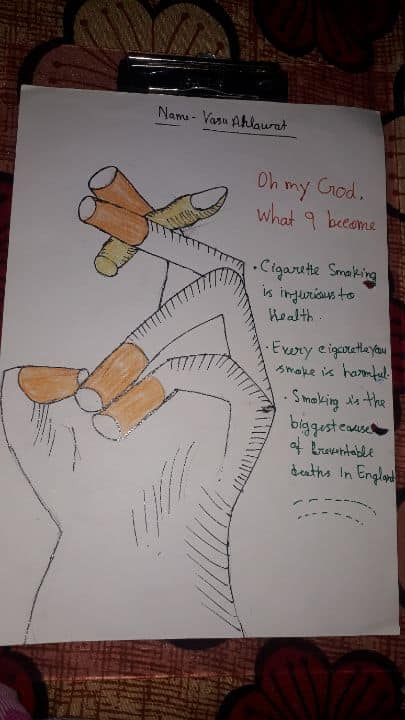 Name - Vasu Ahlawat
Oh my God.
What 9 become
• Cigarette Smoking
is injurious to
Health.
• Every cigarette you
smoke is harmful.
• Smoking is the
biggest cause
of Preventable
deaths In England